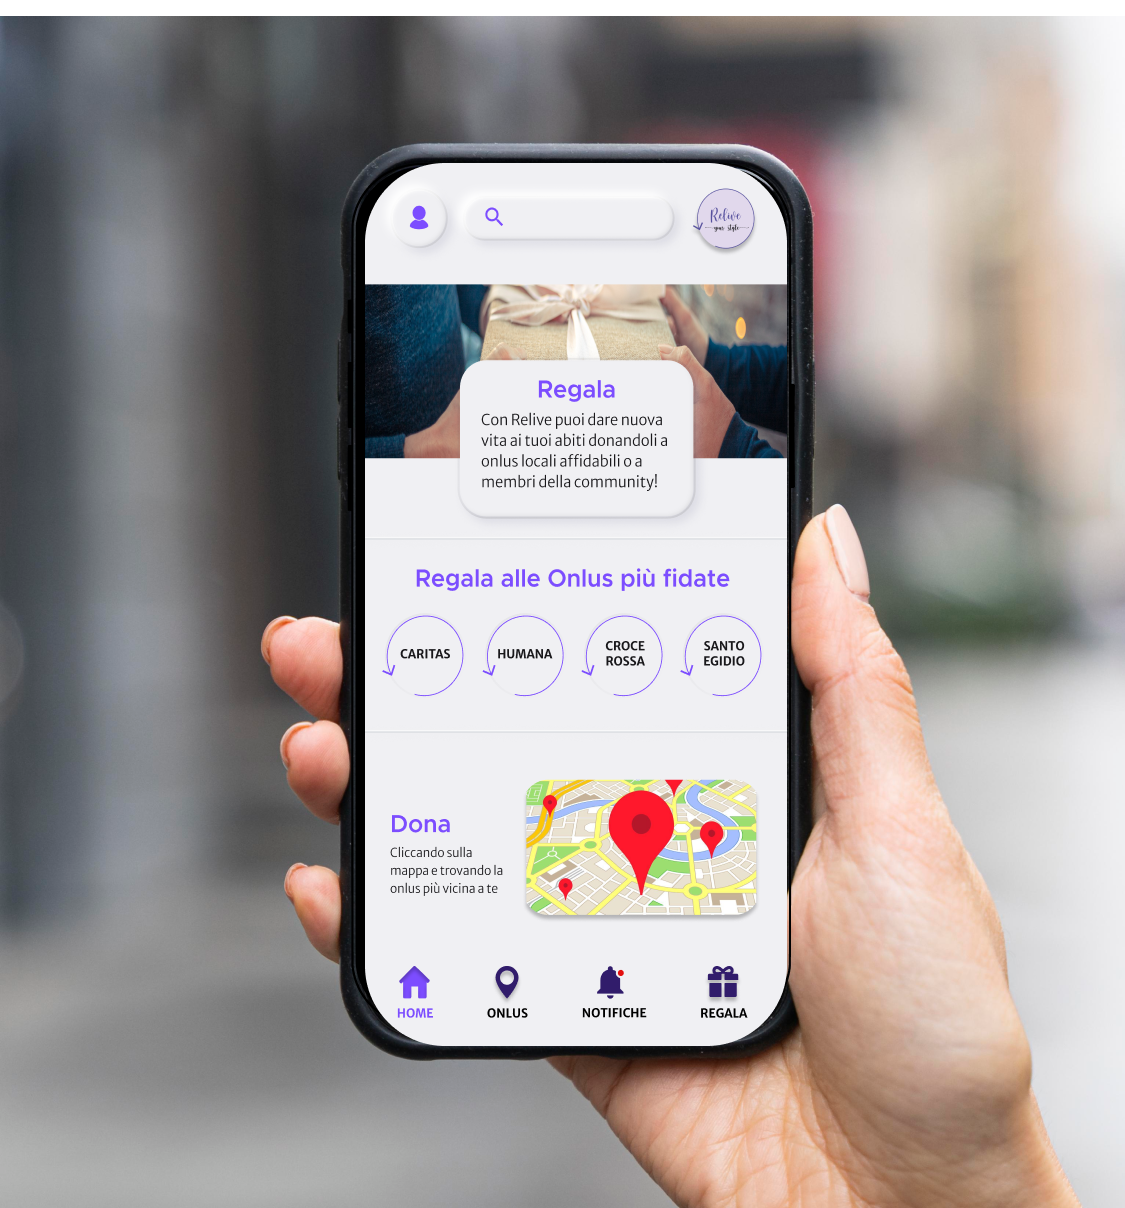 Relive
your style
Regala
Con Relive puoi dare nuova
vita ai tuoi abiti donandoli a
onlus locali affidabili o a
membri della community!
Regala alle Onlus più fidate
CARITAS
HUMANA
CROCE
ROSSA
SANTO
EGIDIO
Dona
Cliccando sulla
mappa e trovando la
onlus più vicina a te
HOME
ONLUS
NOTIFICHE
REGALA